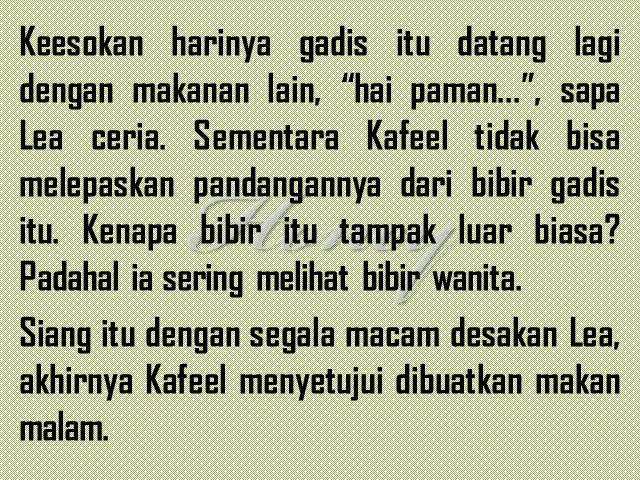 Keesokan harinya gadis itu datang lagi
dengan makanan lain, “hai paman...”, sapa
Lea ceria. Sementara Kafeel tidak bisa
melepaskan pandangannya dari bibir gadis
itu. Kenapa bibir itu tampak luar biasa?
Padahal ia sering melihat bibir wanita.
Siang itu dengan segala macam desakan Lea,
akhirnya Kafeel menyetujui dibuatkan makan
malam.